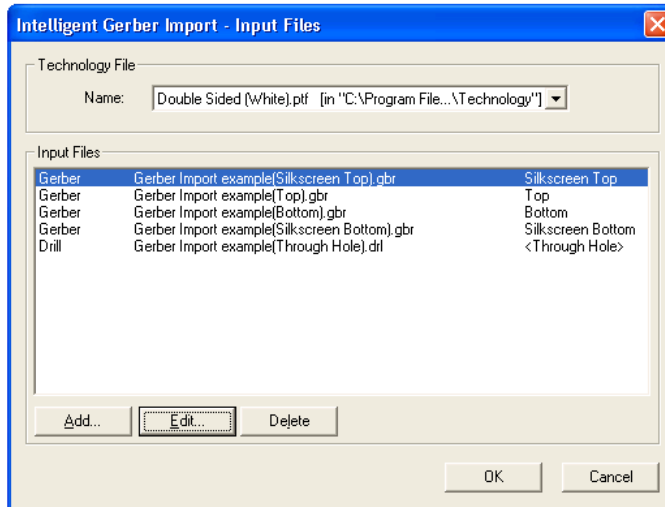 Intelligent Gerber Import - Input Files
Technology File
Name: Double Sided (White).ptf [in "C:\Program File...\Technology"]
Input Files
Gerber Gerber Import example(Silkscreen Top).gbr Silkscreen Top
Gerber Gerber Import example(Top).gbr Top
Gerber Gerber Import example(Bottom).gbr Bottom
Gerber Gerber Import example(Silkscreen Bottom).gbr Silkscreen Bottom
Drill Gerber Import example(Through Hole).drl <Through Hole>
Add... Edit... Delete
OK Cancel